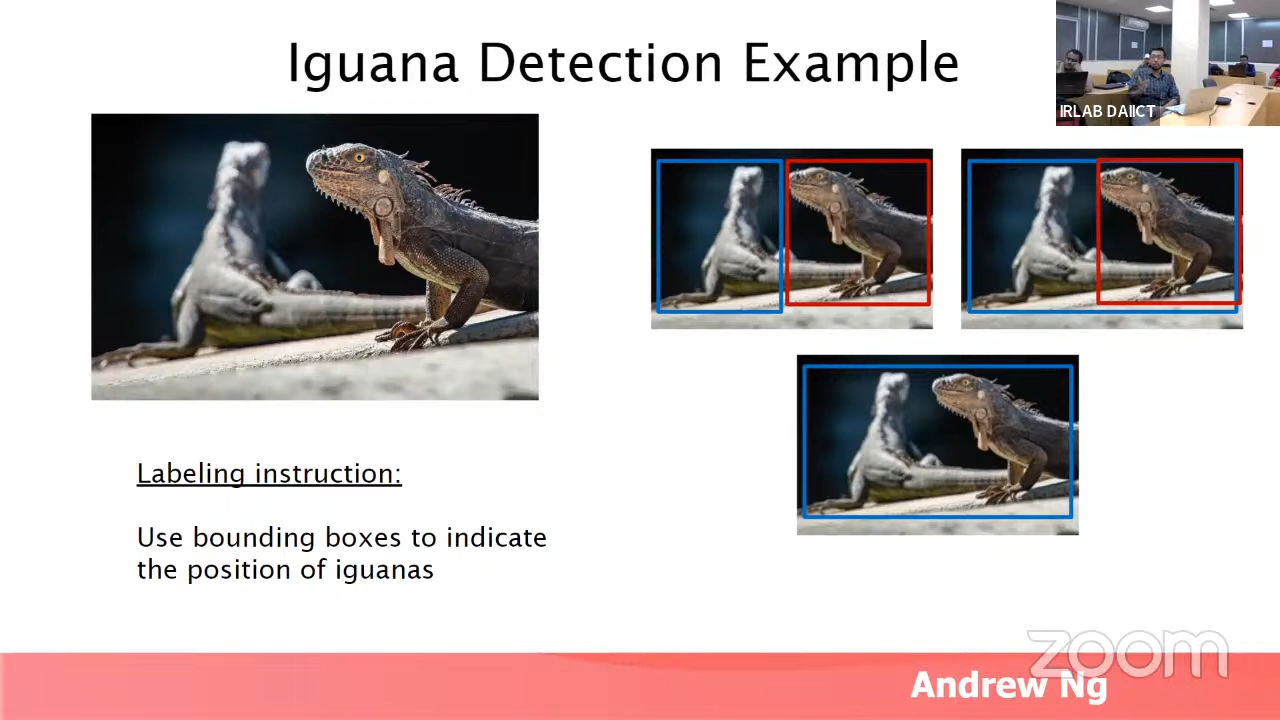 Iguana Detection Example
IRLAB DAIICT
Labeling instruction:
Use bounding boxes to indicate
the position of iguanas
zoom
Andrew Ng